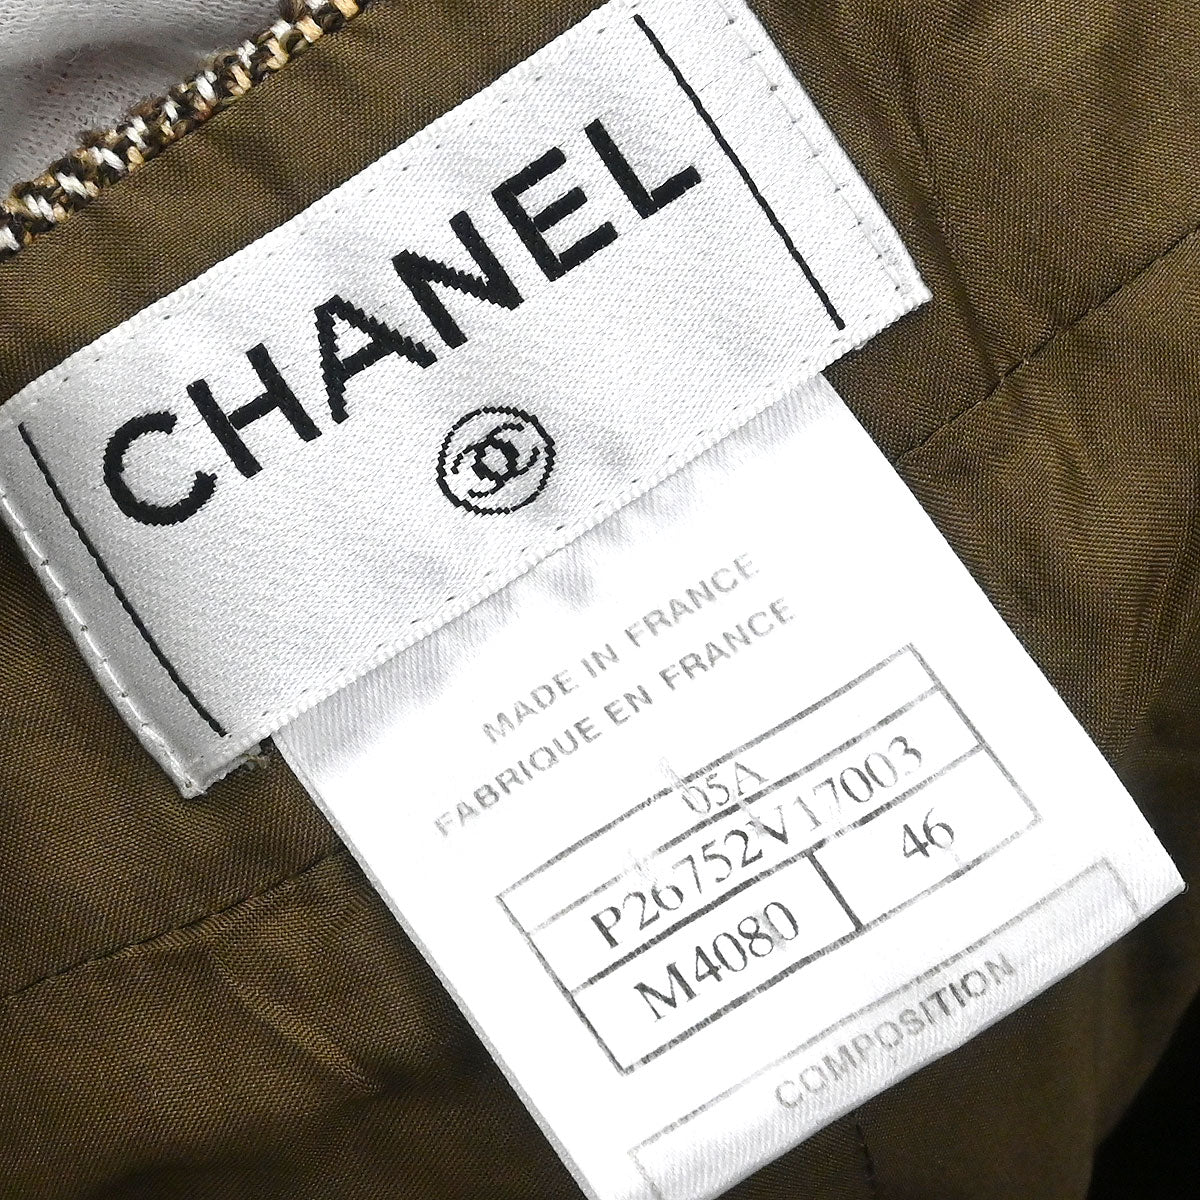 CHANEL
MADE IN FRANCE
FABRIQUE EN FRANCE
05A
P26752V17003
M4080 46
COMPOSITION